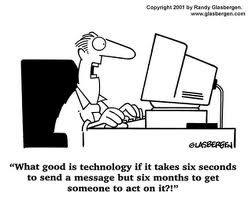 Copyright 2001 by Randy Glasbergen.
www.glasbergen.com
GLASBERGEN
“What good is technology if it takes six seconds
to send a message but six months to get
someone to act on it?!”